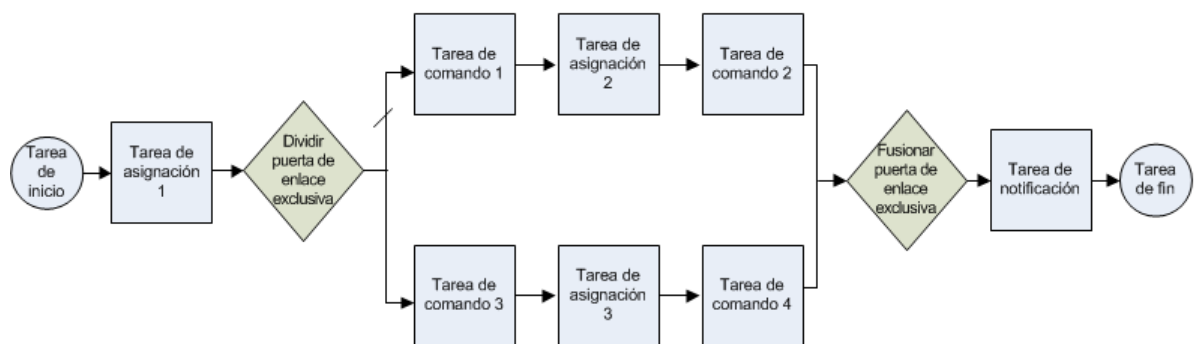 Tarea de
inicio
Tarea de
asignación
1
Dividir
puerta de
enlace
exclusiva
Tarea de
comando 1
Tarea de
asignación
2
Tarea de
comando 2
Tarea de
comando 3
Tarea de
asignación
3
Tarea de
comando 4
Fusionar
puerta de
enlace
exclusiva
Tarea de
notificación
Tarea
de fin